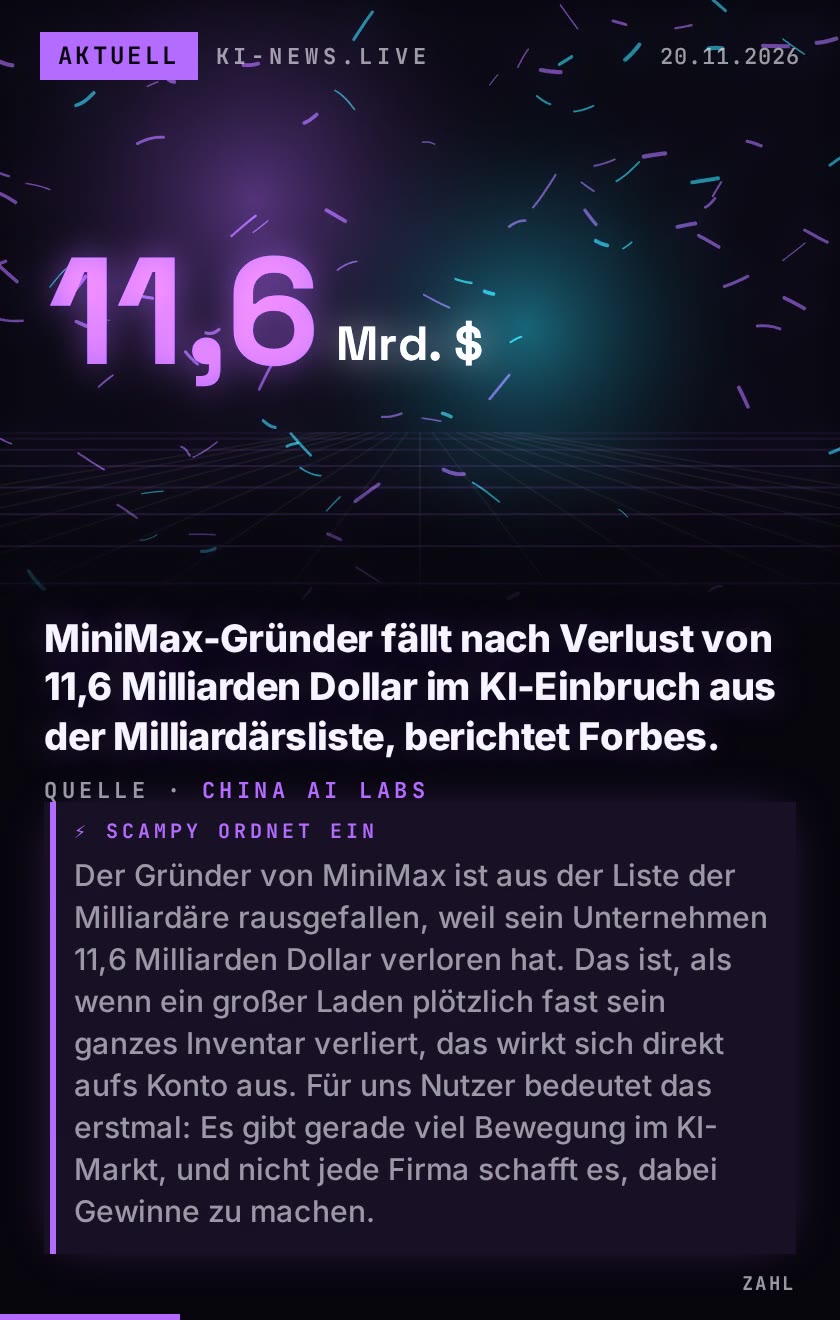 AKTUELL KI-NEWS.LIVE 20.11.2026
11,6 Mrd. $
MiniMax-Gründer fällt nach Verlust von
11,6 Milliarden Dollar im KI-Einbruch aus
der Milliardärsliste, berichtet Forbes.
QUELLE · CHINA AI LABS
⚡ SCAMPY ORDNET EIN
Der Gründer von MiniMax ist aus der Liste der
Milliardäre rausgefallen, weil sein Unternehmen
11,6 Milliarden Dollar verloren hat. Das ist, als
wenn ein großer Laden plötzlich fast sein
ganzes Inventar verliert, das wirkt sich direkt
aufs Konto aus. Für uns Nutzer bedeutet das
erstmal: Es gibt gerade viel Bewegung im KI-
Markt, und nicht jede Firma schafft es, dabei
Gewinne zu machen.
ZAHL